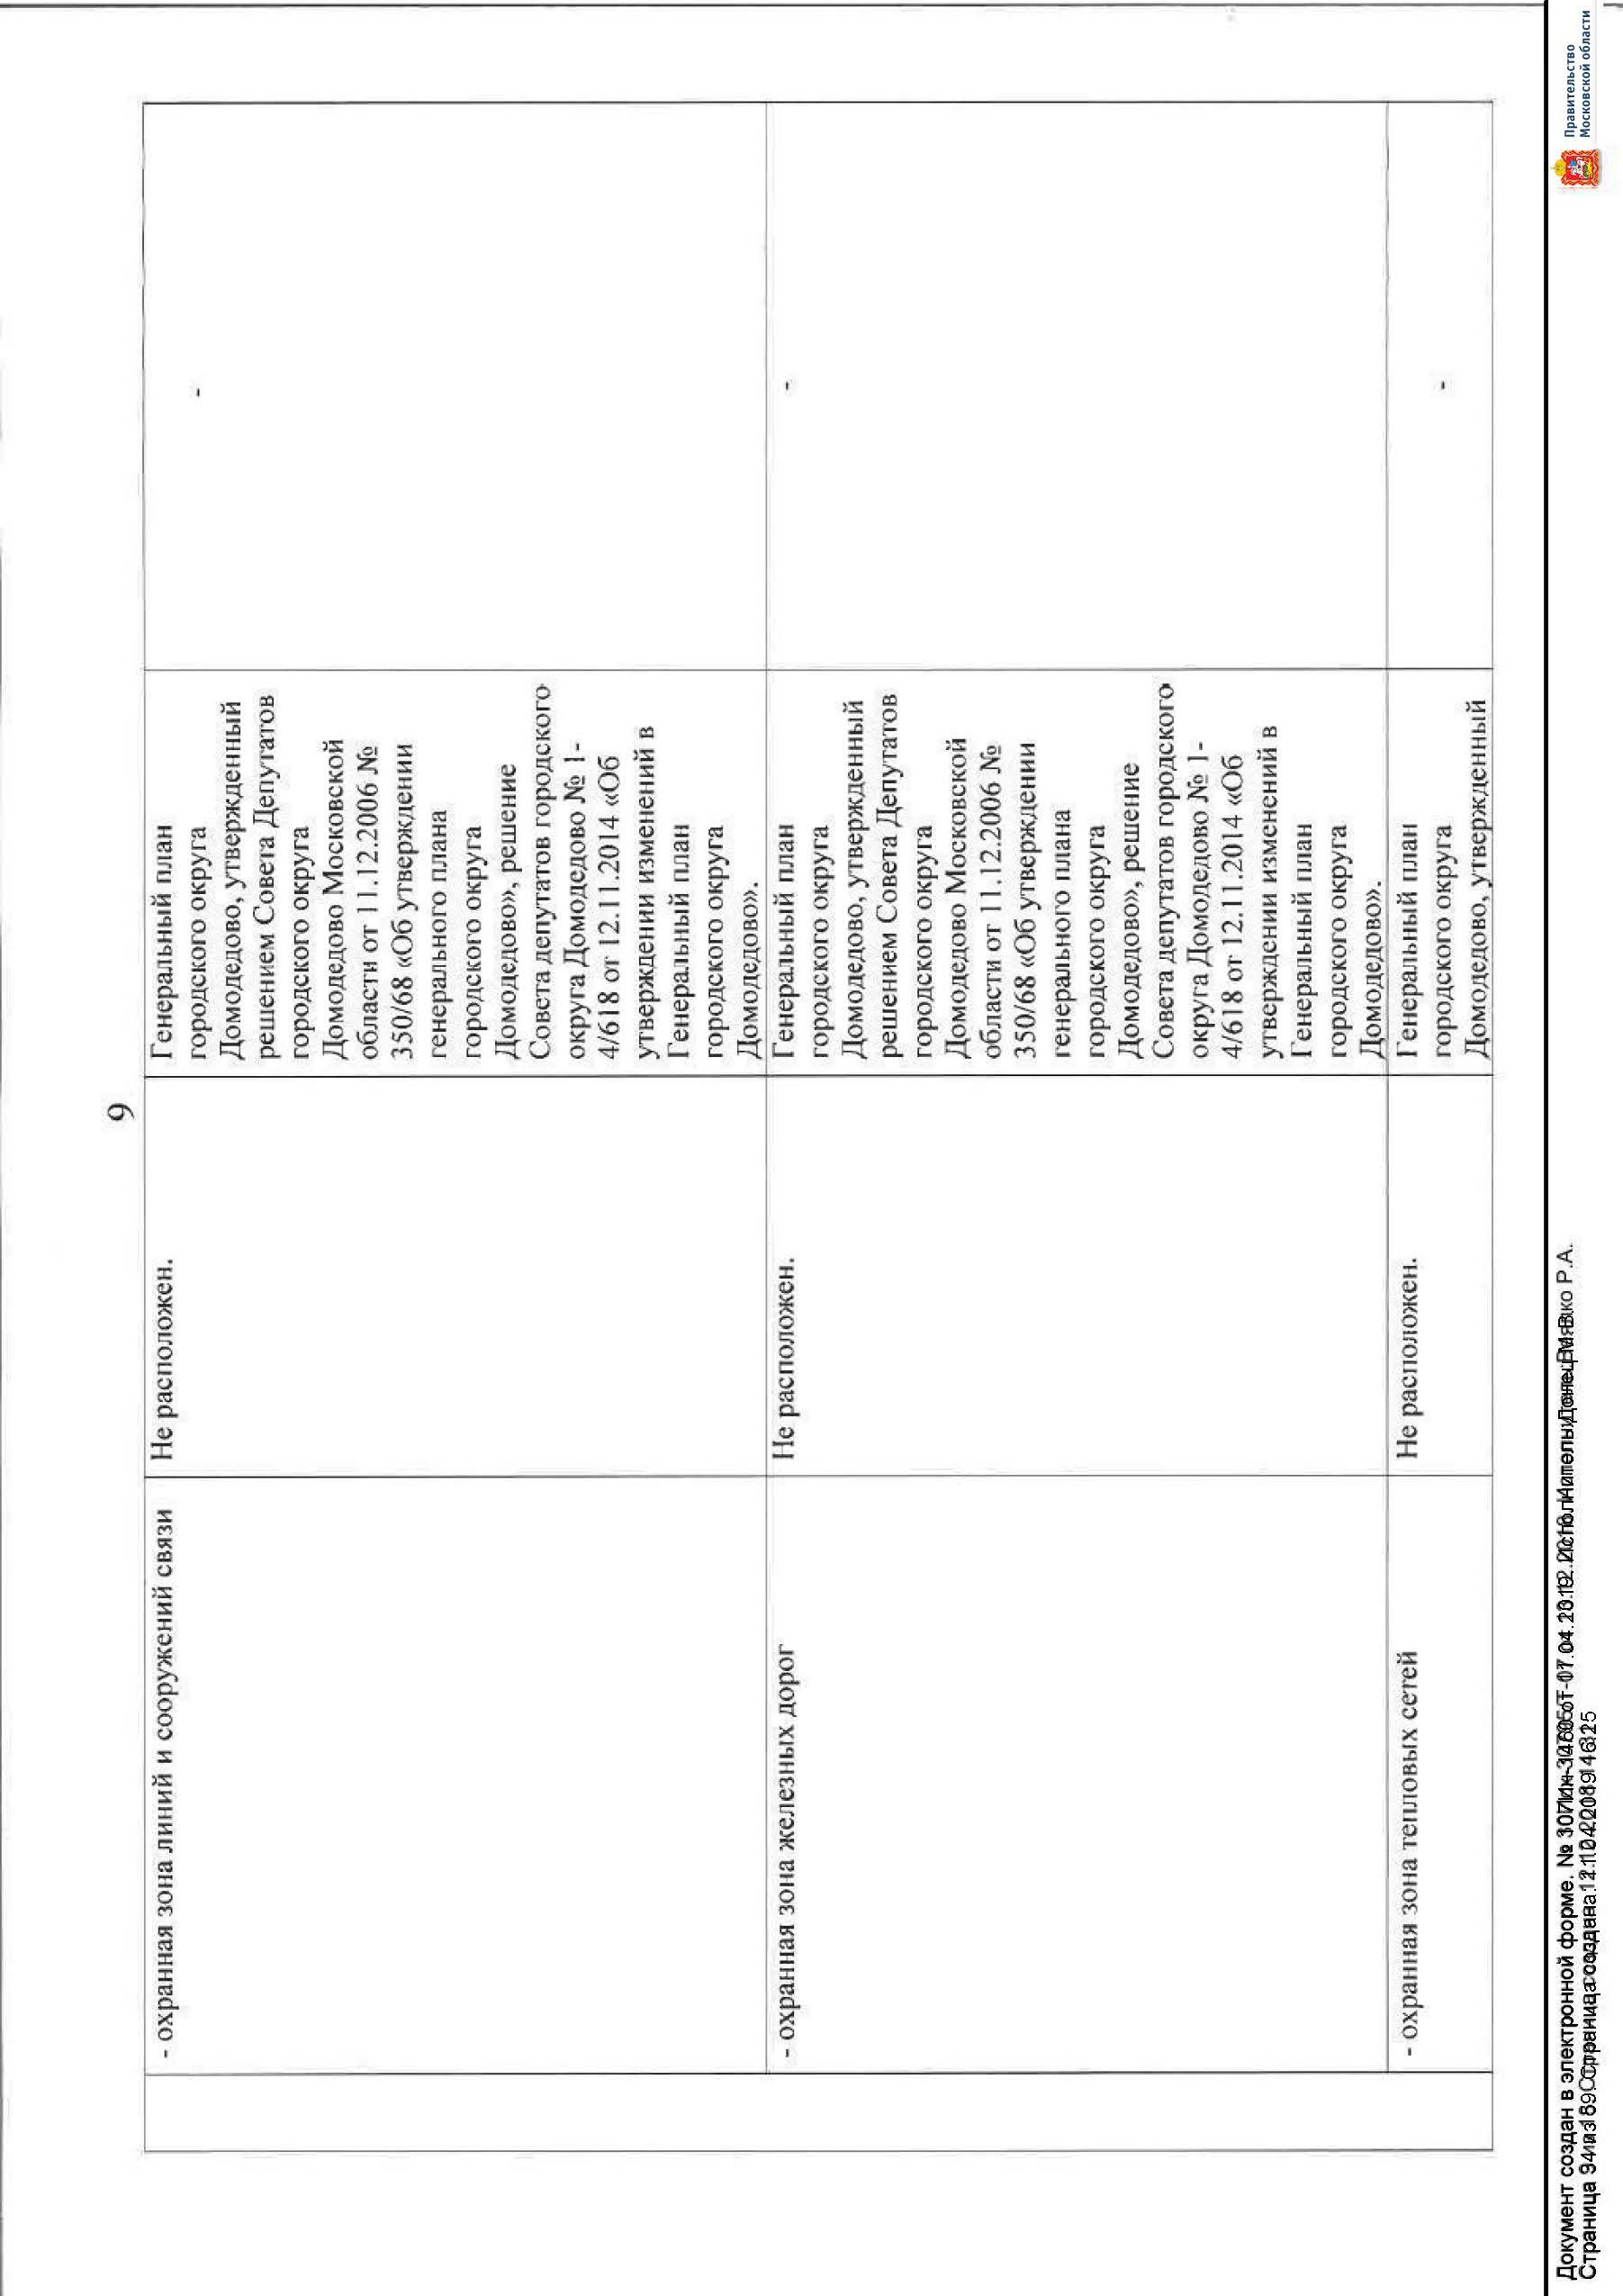 9
- охранная зона линий и сооружений связи
Не расположен.
Генеральный план
городского округа
Домодедово, утвержденный
решением Совета Депутатов
городского округа
Домодедово Московской
области от 11.12.2006 №
350/68 «Об утверждении
генерального плана
городского округа
Домодедово», решение
Совета депутатов городского
округа Домодедово № 1-
4/618 от 12.11.2014 «Об
утверждении изменений в
Генеральный план
городского округа
Домодедово».
-
- охранная зона железных дорог
Не расположен.
Генеральный план
городского округа
Домодедово, утвержденный
решением Совета Депутатов
городского округа
Домодедово Московской
области от 11.12.2006 №
350/68 «Об утверждении
генерального плана
городского округа
Домодедово», решение
Совета депутатов городского
округа Домодедово № 1-
4/618 от 12.11.2014 «Об
утверждении изменений в
Генеральный план
городского округа
Домодедово».
-
- охранная зона тепловых сетей
Не расположен.
Генеральный план
городского округа
Домодедово, утвержденный
-
Документ создан в электронной форме. №
Страница
Правительство
Московской области